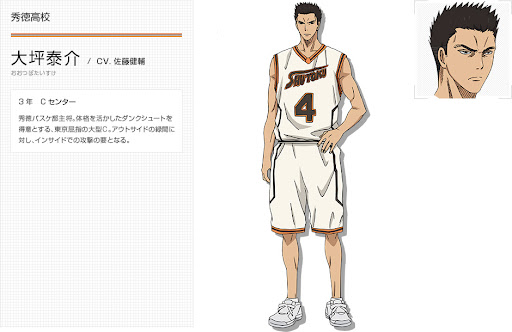 秀徳高校
大坪泰介 / CV. 佐藤健輔
おおつぼたいすけ
3年 C センター
秀徳バスケ部主将。体格を活かしたダンクシュートを
得意とする、東京屈指の大型C。アウトサイドの緑間に
対し、インサイドでの攻撃の要となる。
SHUTOKU
4